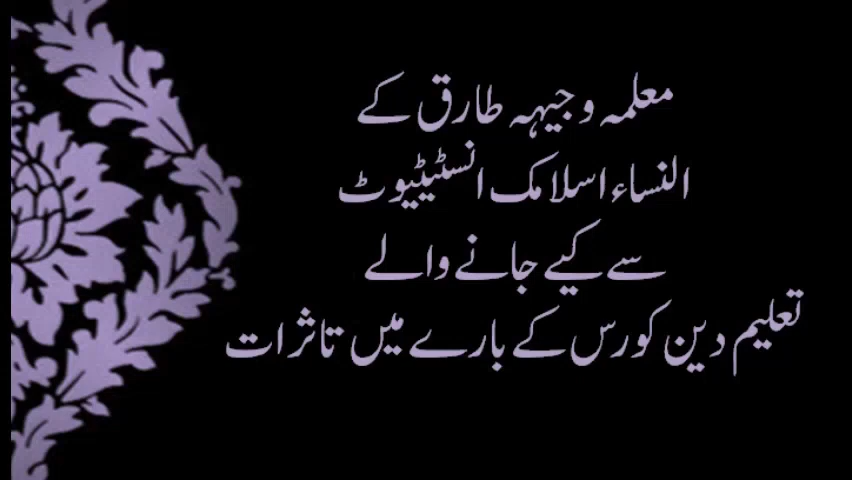 معلمہ وجیہہ طارق کے
النساء اسلامک انسٹیٹیوٹ
سے کیے جانے والے
تعلیم دین کورس کے بارے میں تاثرات